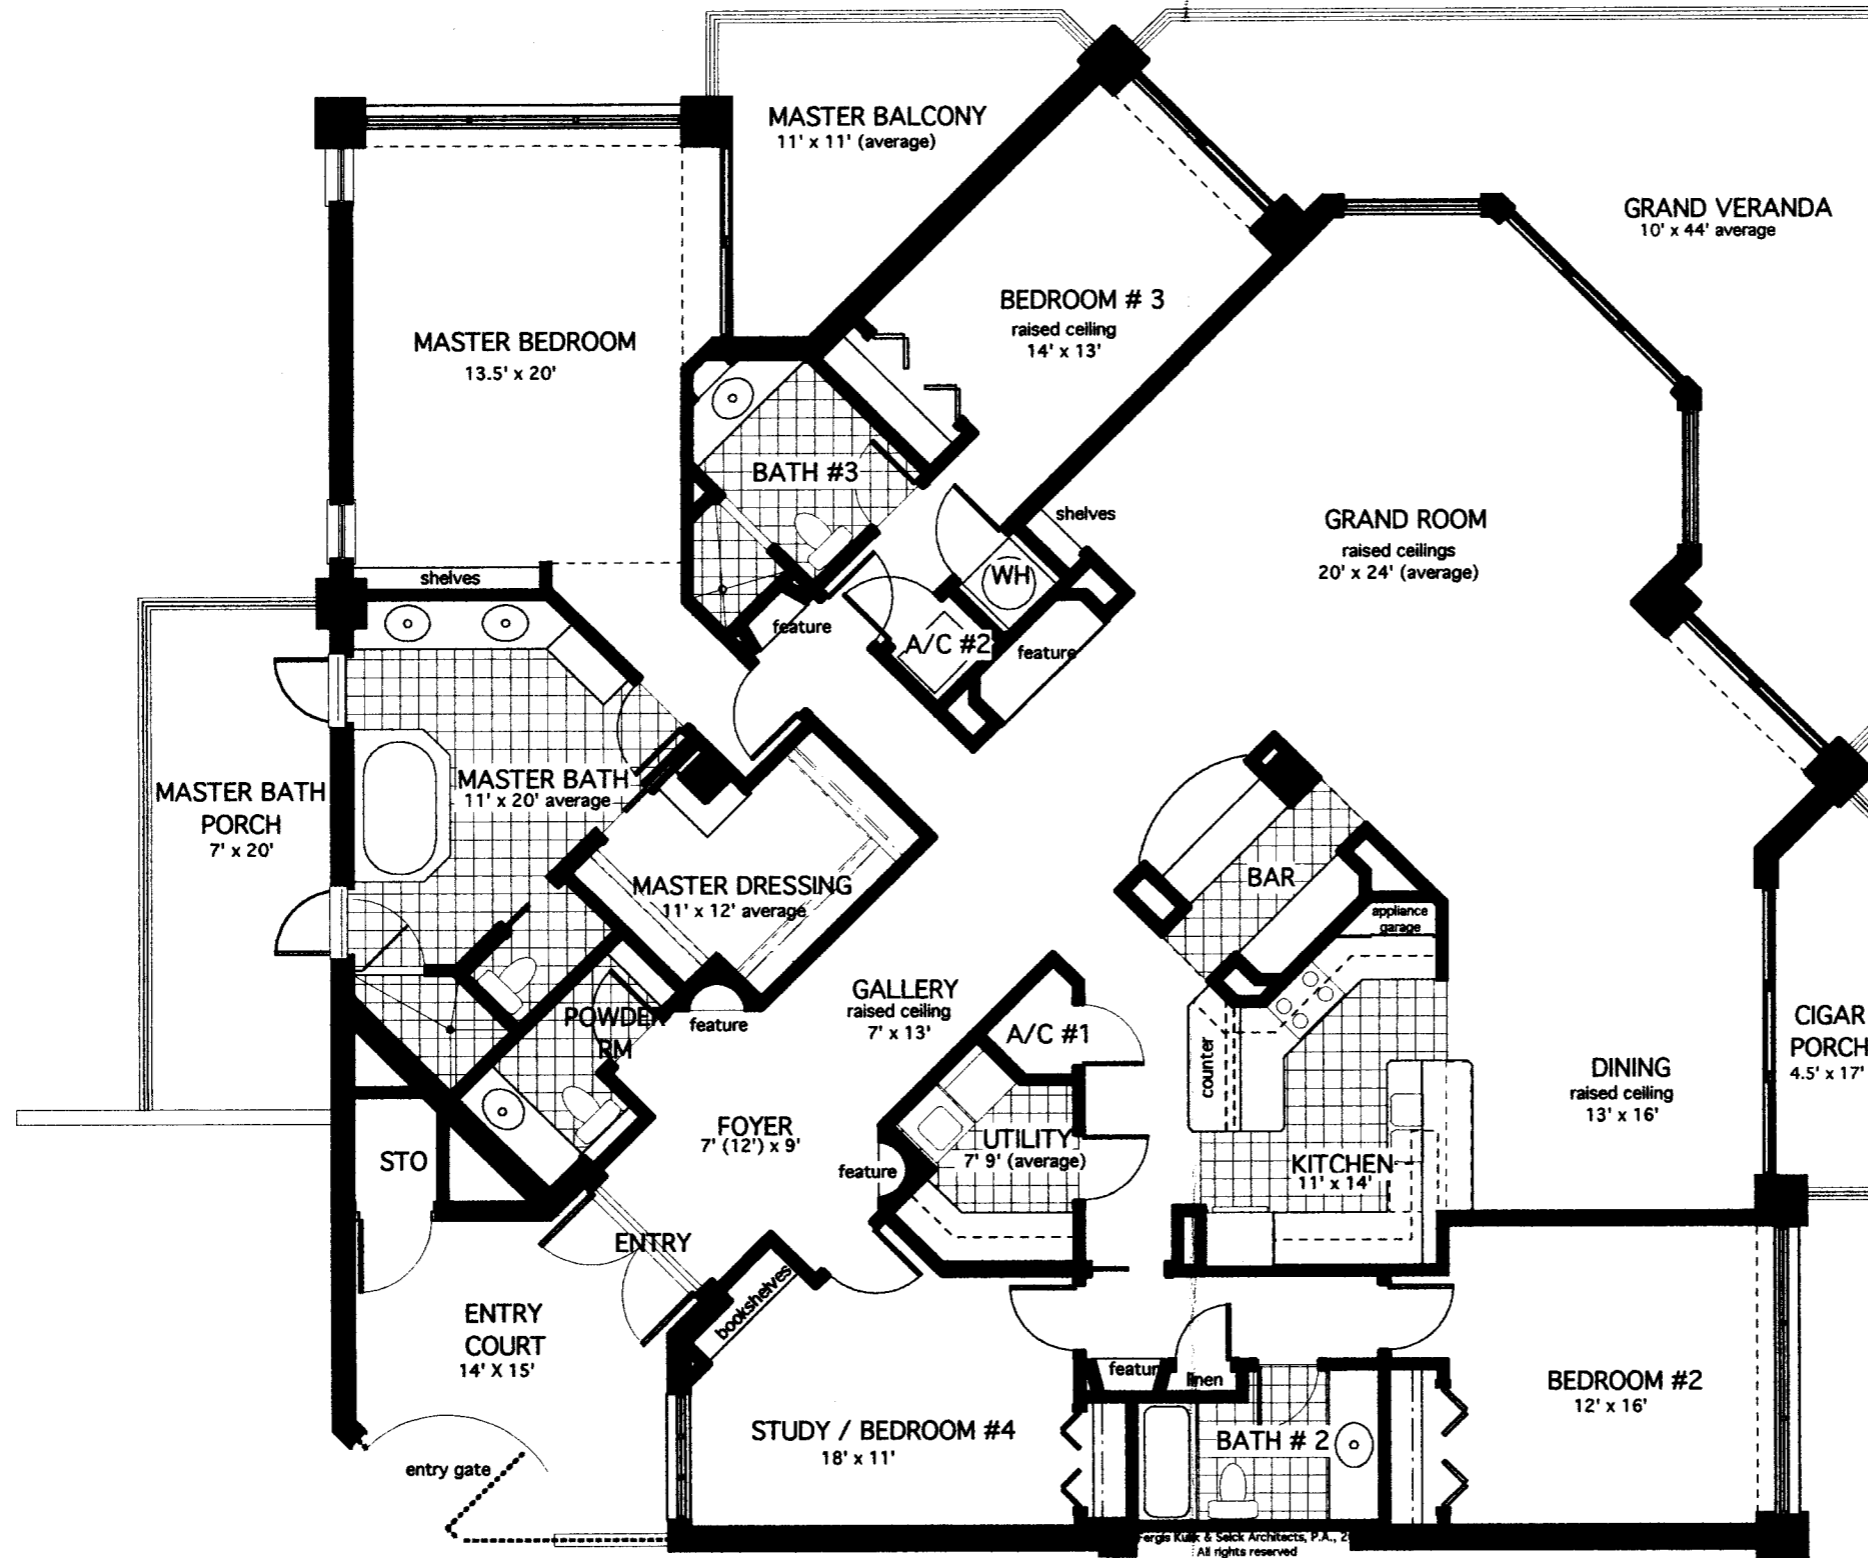 MASTER BALCONY
11' x 11' (average)
GRAND VERANDA
10' x 44' average
BEDROOM # 3
raised ceiling
14' x 13'
MASTER BEDROOM
13.5' x 20'
BATH #3
shelves
GRAND ROOM
raised ceilings
20' x 24' (average)
shelves
WH
feature
A/C #2
feature
MASTER BATH
11' x 20' average
MASTER BATH
PORCH
7' x 20'
MASTER DRESSING
11' x 12' average
BAR
appliance
garage
GALLERY
raised ceiling
7' x 13'
POWDER
RM
feature
A/C #1
counter
CIGAR
PORCH
4.5' x 17'
DINING
raised ceiling
13' x 16'
FOYER
7' (12') x 9'
UTILITY
7' 9' (average)
feature
KITCHEN
11' x 14'
STO
ENTRY
bookshelves
ENTRY
COURT
14' X 15'
featur
linen
BEDROOM #2
12' x 16'
STUDY / BEDROOM #4
18' x 11'
BATH # 2
entry gate
& Seick Architects, P.A., 2
All rights reserved